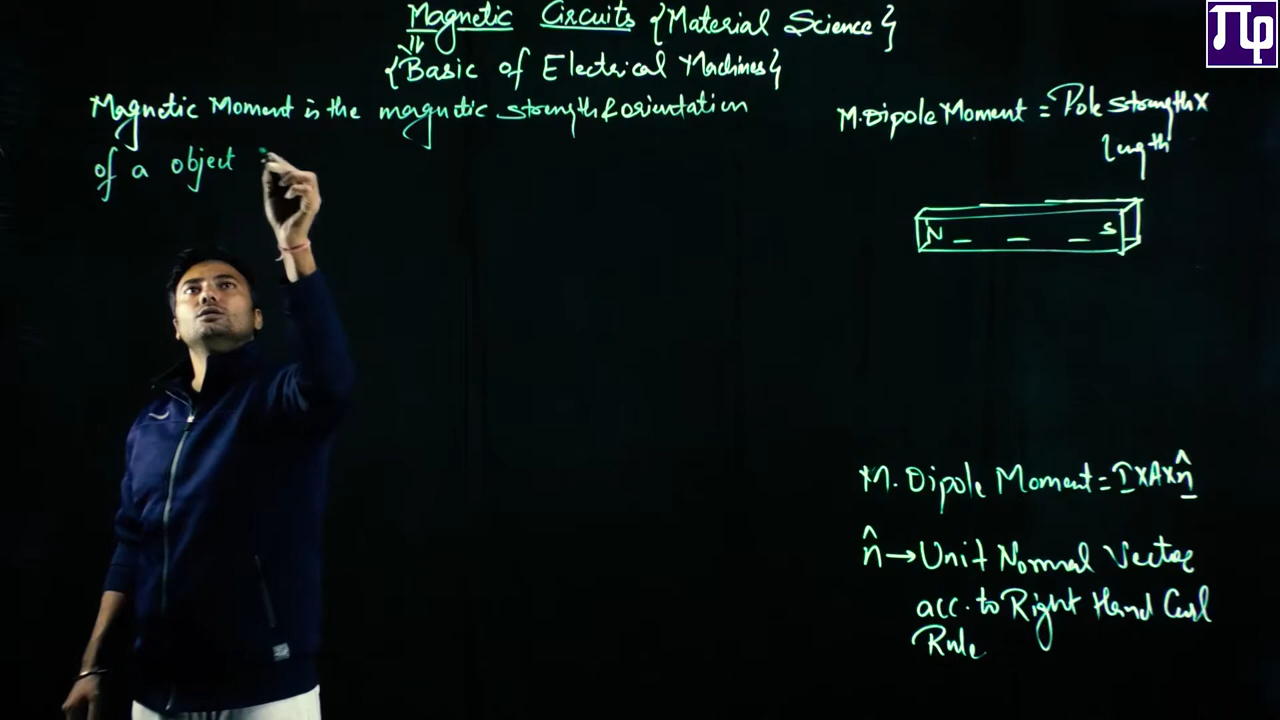 Magnetic Circuits {Material Science}
{Basic of Electrical Machines}
Magnetic Moment is the magnetic strength & orientation
of a object
M. Dipole Moment = Pole Strength x
length
N S
M. Dipole Moment = I x A x n̂
n̂ → Unit Normal Vector
acc. to Right Hand Curl
Rule
Πφ